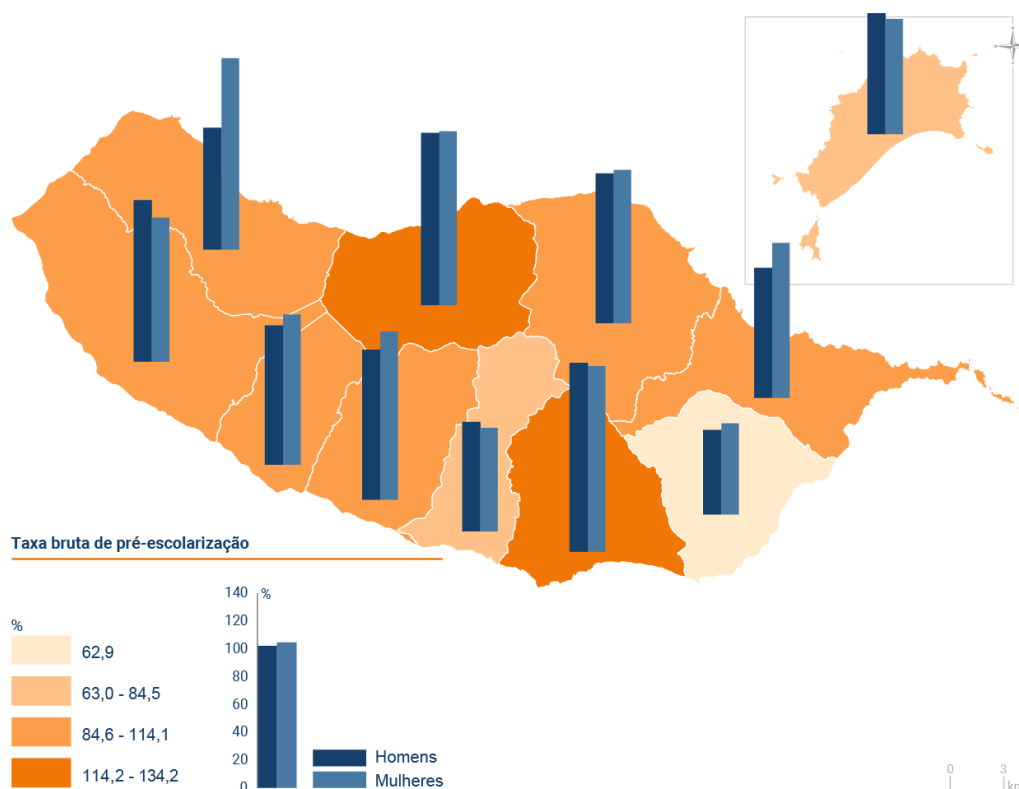 Taxa bruta de pré-escolarização
%
62,9
63,0 - 84,5
84,6 - 114,1
114,2 - 134,2
%
140
120
100
80
60
40
20
0
Homens
Mulheres
0 3
km